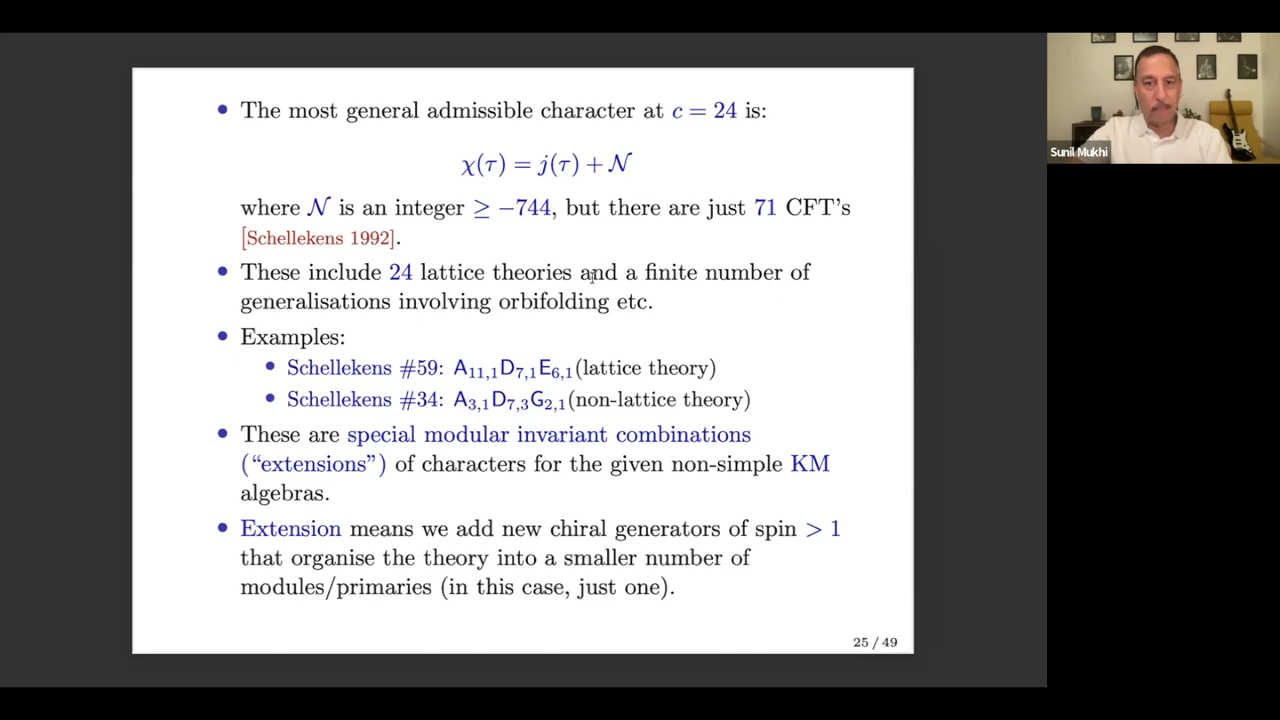 • The most general admissible character at c = 24 is:
χ(τ) = j(τ) + 𝒩
where 𝒩 is an integer ≥ −744, but there are just 71 CFT's
[Schellekens 1992].
• These include 24 lattice theories and a finite number of
generalisations involving orbifolding etc.
• Examples:
• Schellekens #59: A₁₁,₁D₇,₁E₆,₁(lattice theory)
• Schellekens #34: A₃,₁D₇,₃G₂,₁(non-lattice theory)
• These are special modular invariant combinations
(“extensions”) of characters for the given non-simple KM
algebras.
• Extension means we add new chiral generators of spin > 1
that organise the theory into a smaller number of
modules/primaries (in this case, just one).
25 / 49
Sunil Mukhi